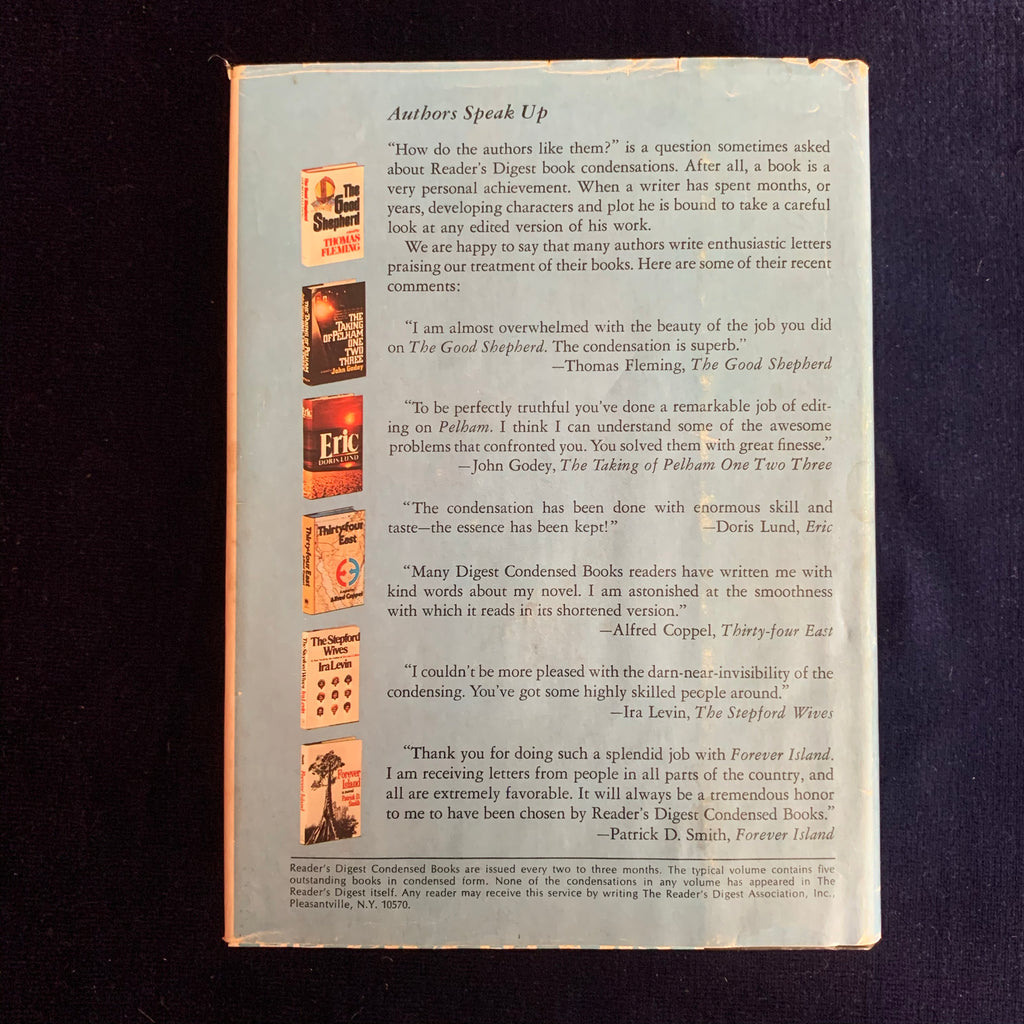 Authors Speak Up
“How do the authors like them?” is a question sometimes asked
about Reader’s Digest book condensations. After all, a book is a
very personal achievement. When a writer has spent months, or
years, developing characters and plot he is bound to take a careful
look at any edited version of his work.
We are happy to say that many authors write enthusiastic letters
praising our treatment of their books. Here are some of their recent
comments:
The
Good
Shepherd
THOMAS
FLEMING
“I am almost overwhelmed with the beauty of the job you did
on The Good Shepherd. The condensation is superb.”
—Thomas Fleming, The Good Shepherd
THE
TAKING
OF PELHAM
ONE
TWO
THREE
John Godey
“To be perfectly truthful you’ve done a remarkable job of edit-
ing on Pelham. I think I can understand some of the awesome
problems that confronted you. You solved them with great finesse.”
—John Godey, The Taking of Pelham One Two Three
Eric
Eric
DORIS LUND
“The condensation has been done with enormous skill and
taste—the essence has been kept!” —Doris Lund, Eric
Thirty-four East
Thirty-four
East
Alfred Coppel
“Many Digest Condensed Books readers have written me with
kind words about my novel. I am astonished at the smoothness
with which it reads in its shortened version.”
—Alfred Coppel, Thirty-four East
The Stepford Wives
The Stepford
Wives
Ira Levin
“I couldn’t be more pleased with the darn-near-invisibility of the
condensing. You’ve got some highly skilled people around.”
—Ira Levin, The Stepford Wives
Forever Island
Forever
Island
Patrick D.
Smith
“Thank you for doing such a splendid job with Forever Island.
I am receiving letters from people in all parts of the country, and
all are extremely favorable. It will always be a tremendous honor
to me to have been chosen by Reader’s Digest Condensed Books.”
—Patrick D. Smith, Forever Island
Reader’s Digest Condensed Books are issued every two to three months. The typical volume contains five
outstanding books in condensed form. None of the condensations in any volume has appeared in The
Reader’s Digest itself. Any reader may receive this service by writing The Reader’s Digest Association, Inc.,
Pleasantville, N.Y. 10570.